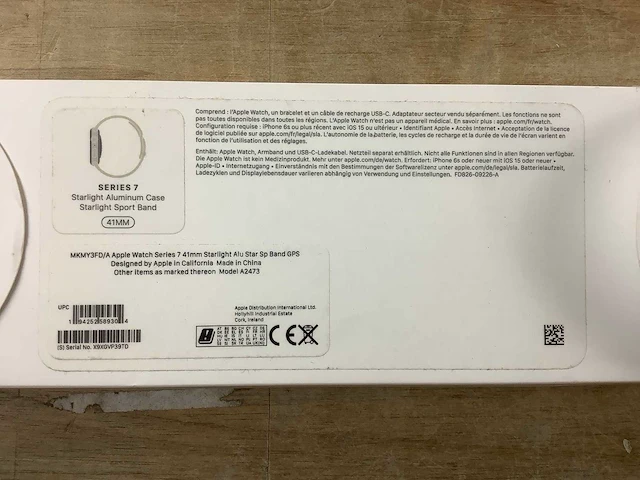 SERIES 7
Starlight Aluminum Case
Starlight Sport Band
41MM
Comprend : l'Apple Watch, un bracelet et un câble de recharge USB-C. Adaptateur secteur vendu séparément. Les fonctions ne sont
pas toutes disponibles dans toutes les régions. L'Apple Watch n'est pas un appareil médical. En savoir plus : apple.com/fr/watch.
Configuration requise : iPhone 6s ou plus récent avec iOS 15 ou ultérieur • Identifiant Apple • Accès Internet • Acceptation de la licence
de logiciel publiée sur apple.com/fr/legal/sla. L'autonomie de la batterie, les cycles de recharge et la durée de vie de l'écran varient en
fonction de l'utilisation et des réglages.
Enthält: Apple Watch, Armband und USB-C-Ladekabel. Netzteil separat erhältlich. Nicht alle Funktionen sind in allen Regionen verfügbar.
Die Apple Watch ist kein Medizinprodukt. Mehr unter apple.com/de/watch. Erfordert: iPhone 6s oder neuer mit iOS 15 oder neuer •
Apple-ID • Internetzugang • Einverständnis mit den Bestimmungen der Softwarelizenz unter apple.com/legal/sla. Batterielaufzeit,
Ladezyklen und Displaylebensdauer variieren abhängig von Verwendung und Einstellungen. FD826-09226-A
MKMY3FD/A Apple Watch Series 7 41mm Starlight Alu Star Sp Band GPS
Designed by Apple in California Made in China
Other items as marked thereon Model A2473
UPC
1 94252 58930 4
(S) Serial No. X9XGVP39TD
Apple Distribution International Ltd.
Hollyhill Industrial Estate
Cork, Ireland
CE